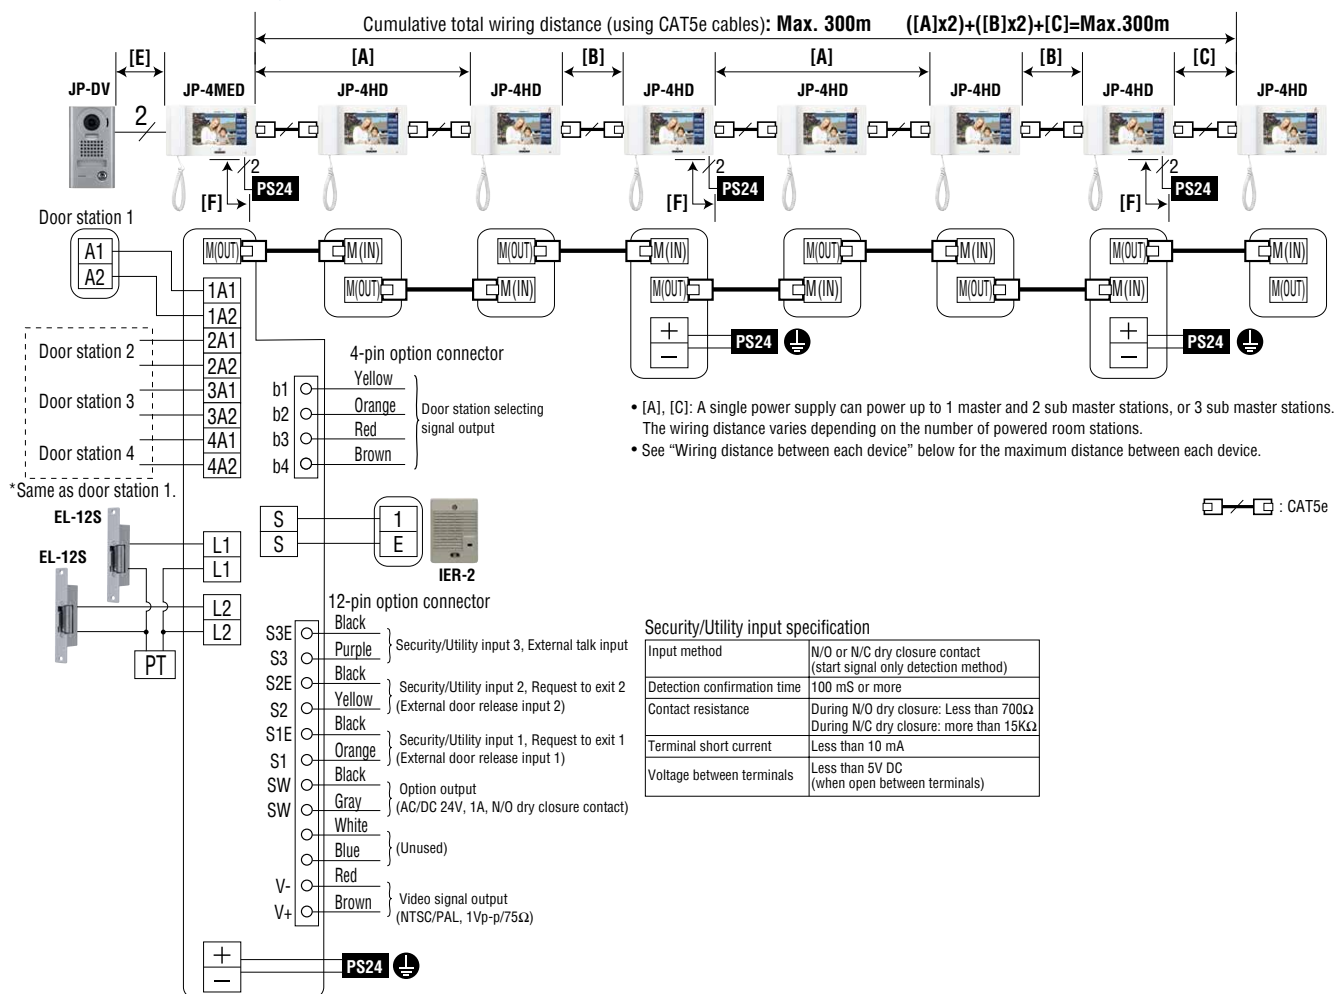 Cumulative total wiring distance (using CAT5e cables): Max. 300m ([A]x2)+([B]x2)+[C]=Max.300m
[E] [A] [B] [A] [B] [C]
JP-DV JP-4MED JP-4HD JP-4HD JP-4HD JP-4HD JP-4HD JP-4HD JP-4HD
2
2 2 2
PS24 PS24 PS24
[F] [F] [F]
Door station 1
A1
A2
M(OUT) M(IN) M(OUT) M(IN) M(OUT) M(IN) M(OUT) M(IN)
M(OUT) M(IN) M(OUT) M(IN) M(OUT) M(IN) M(OUT)
+ PS24 + PS24
– –
1A1
1A2
2A1
Door station 2
2A2
3A1
Door station 3
3A2
4A1
Door station 4
4A2
*Same as door station 1.
4-pin option connector
b1 Yellow
b2 Orange
b3 Red
b4 Brown
Door station selecting
signal output
• [A], [C]: A single power supply can power up to 1 master and 2 sub master stations, or 3 sub master stations.
The wiring distance varies depending on the number of powered room stations.
• See “Wiring distance between each device” below for the maximum distance between each device.
: CAT5e
EL-12S
EL-12S
L1
L1
L2
L2
PT
S 1
S E
IER-2
12-pin option connector
S3E Black
S3 Purple
Security/Utility input 3, External talk input
S2E Black
S2 Yellow
Security/Utility input 2, Request to exit 2
(External door release input 2)
S1E Black
S1 Orange
Security/Utility input 1, Request to exit 1
(External door release input 1)
SW Black
SW Gray
Option output
(AC/DC 24V, 1A, N/O dry closure contact)
White
Blue
(Unused)
V- Red
V+ Brown
Video signal output
(NTSC/PAL, 1Vp-p/75Ω)
+
–
PS24
Security/Utility input specification
Input method N/O or N/C dry closure contact
(start signal only detection method)
Detection confirmation time 100 mS or more
Contact resistance During N/O dry closure: Less than 700Ω
During N/C dry closure: more than 15KΩ
Terminal short current Less than 10 mA
Voltage between terminals Less than 5V DC
(when open between terminals)